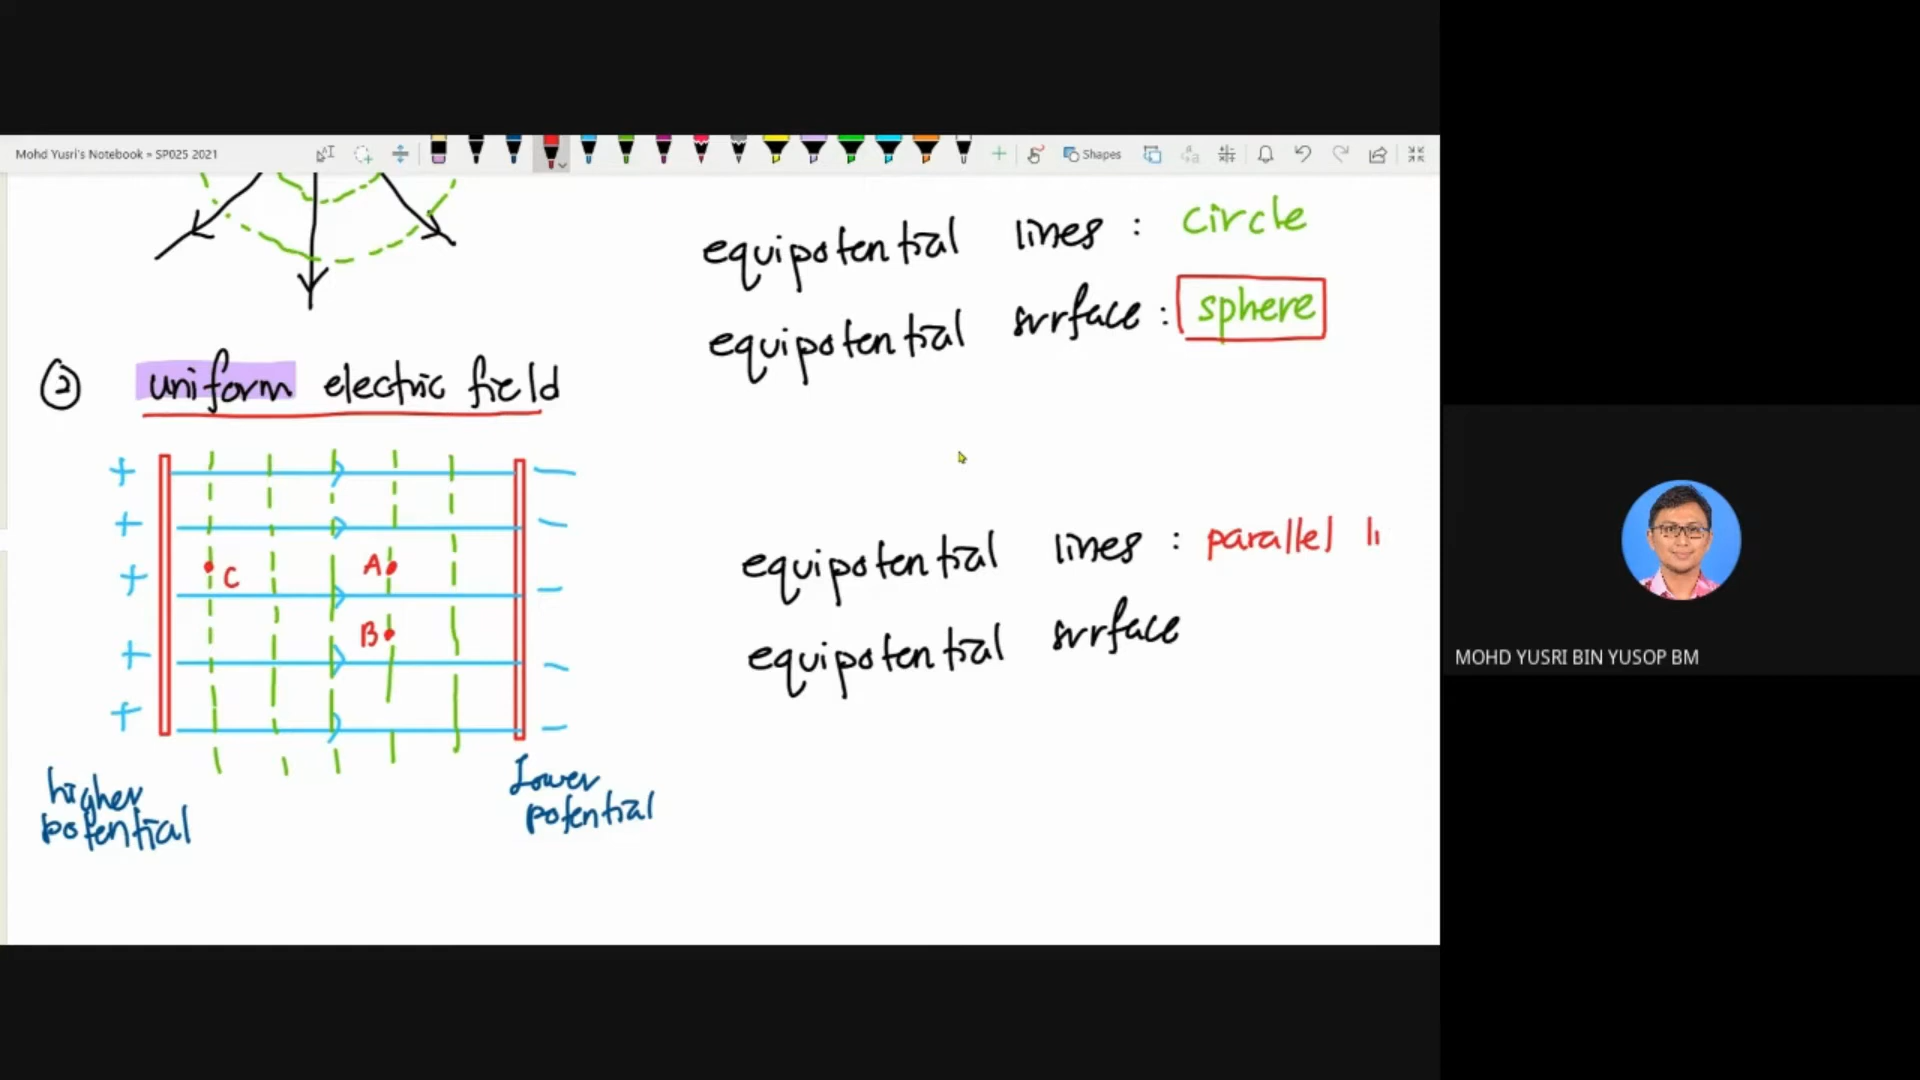 Mohd Yusri's Notebook » SP025 2021
Shapes
equipotential lines : circle
equipotential surface : sphere
② uniform electric field
+ −
+ −
+ C A −
B
+ −
+ −
higher potential
Lower potential
equipotential lines : parallel li
equipotential surface
MOHD YUSRI BIN YUSOP BM